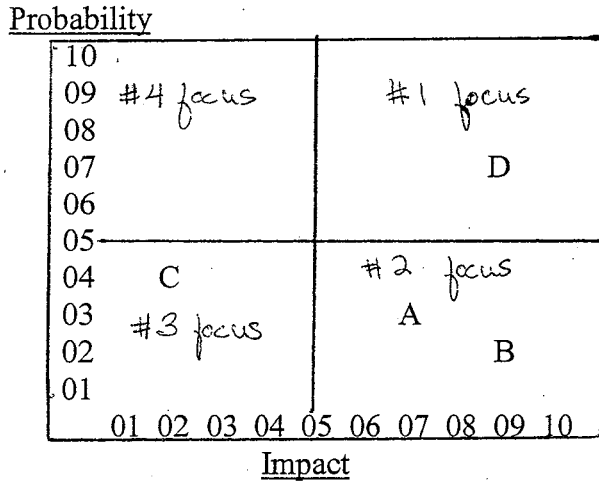 Probability
10
09 #4 focus #1 focus
08
07 D
06
05
04 C #2 focus
03 #3 focus A
02 B
01
01 02 03 04 05 06 07 08 09 10
Impact